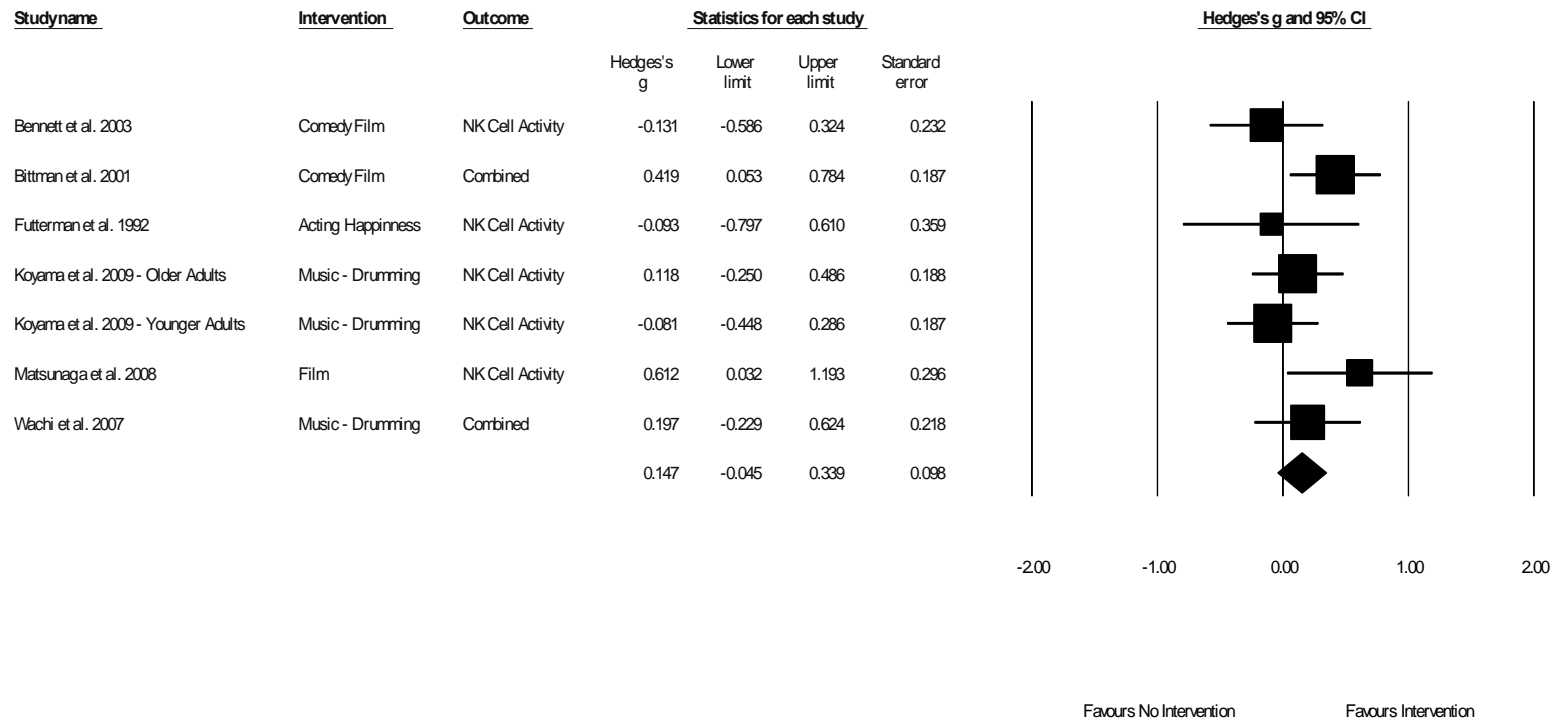 Study name Intervention Outcome Statistics for each study Hedges's g and 95% CI
Hedges's Lower Upper Standard
g limit limit error
Bennett et al. 2003 Comedy Film NK Cell Activity -0.131 -0.586 0.324 0.232
Bittman et al. 2001 Comedy Film Combined 0.419 0.053 0.784 0.187
Futterman et al. 1992 Acting Happinness NK Cell Activity -0.093 -0.797 0.610 0.359
Koyama et al. 2009 - Older Adults Music - Drumming NK Cell Activity 0.118 -0.250 0.486 0.188
Koyama et al. 2009 - Younger Adults Music - Drumming NK Cell Activity -0.081 -0.448 0.286 0.187
Matsunaga et al. 2008 Film NK Cell Activity 0.612 0.032 1.193 0.296
Wachi et al. 2007 Music - Drumming Combined 0.197 -0.229 0.624 0.218
0.147 -0.045 0.339 0.098
-2.00 -1.00 0.00 1.00 2.00
Favours No Intervention Favours Intervention